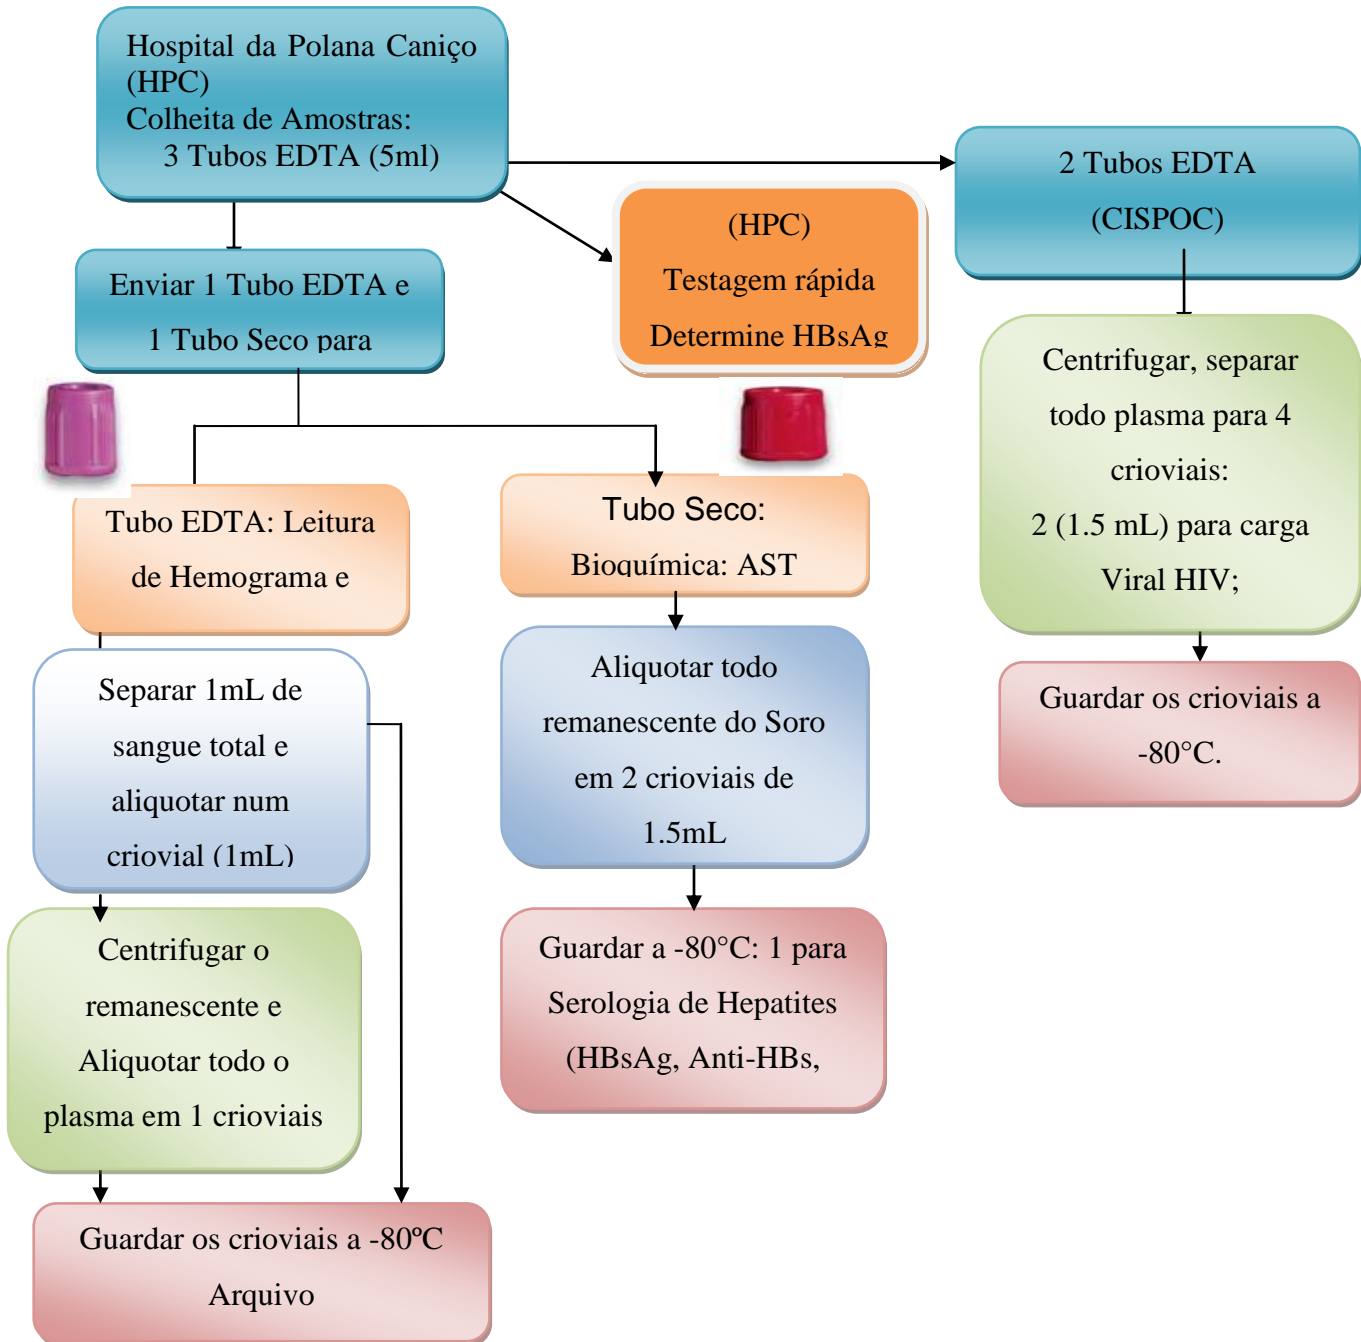 Hospital da Polana Caniço
(HPC)
Colheita de Amostras:
3 Tubos EDTA (5ml)
2 Tubos EDTA
(CISPOC)
(HPC)
Testagem rápida
Determine HBsAg
Enviar 1 Tubo EDTA e
1 Tubo Seco para
Centrifugar, separar
todo plasma para 4
crioviais:
2 (1.5 mL) para carga
Viral HIV;
Tubo EDTA: Leitura
de Hemograma e
Tubo Seco:
Bioquímica: AST
Separar 1mL de
sangue total e
aliquotar num
criovial (1mL)
Aliquotar todo
remanescente do Soro
em 2 crioviais de
1.5mL
Guardar os crioviais a
-80°C.
Centrifugar o
remanescente e
Aliquotar todo o
plasma em 1 crioviais
Guardar a -80°C: 1 para
Serologia de Hepatites
(HBsAg, Anti-HBs,
Guardar os crioviais a -80ºC
Arquivo